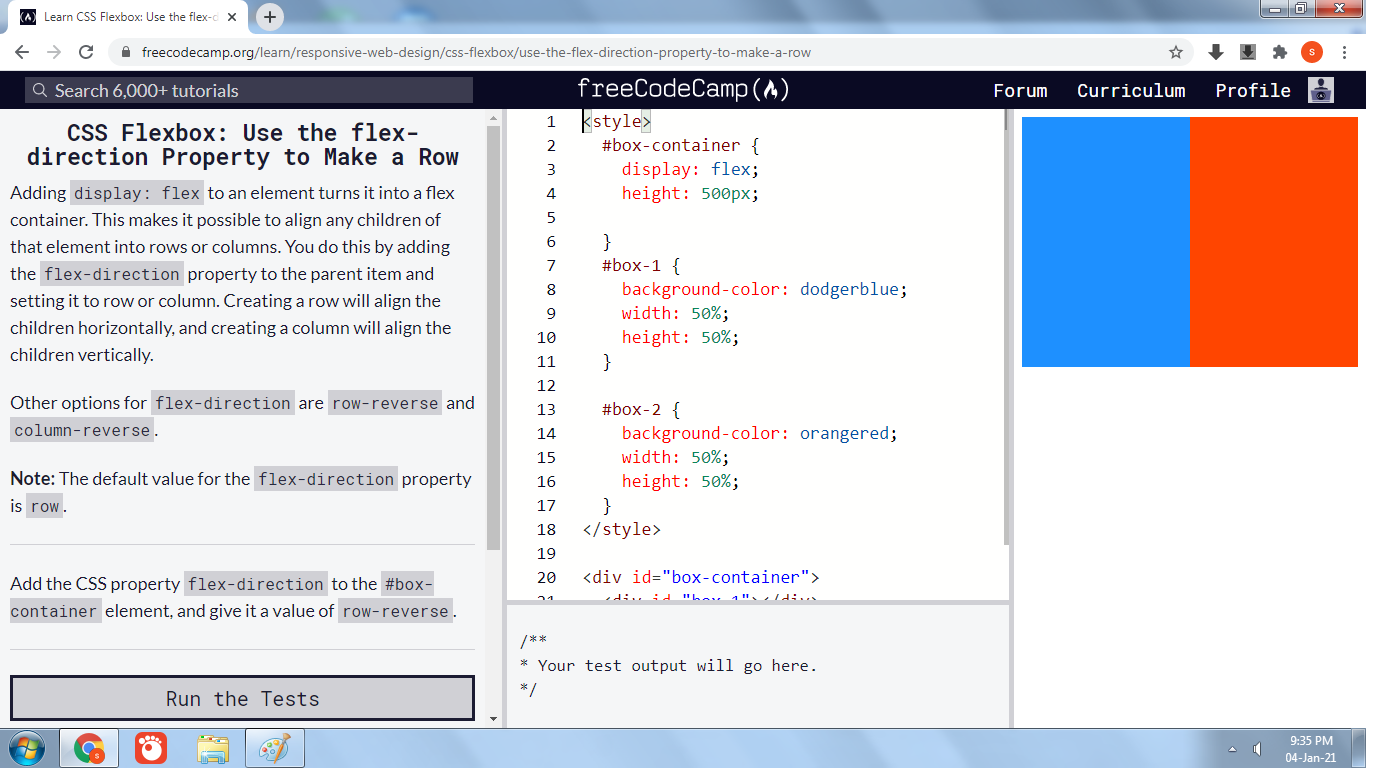 Learn CSS Flexbox: Use the flex-d
freecodecamp.org/learn/responsive-web-design/css-flexbox/use-the-flex-direction-property-to-make-a-row
S
Search 6,000+ tutorials
freeCodeCamp
Forum Curriculum Profile
CSS Flexbox: Use the flex-
direction Property to Make a Row
Adding display: flex to an element turns it into a flex
container. This makes it possible to align any children of
that element into rows or columns. You do this by adding
the flex-direction property to the parent item and
setting it to row or column. Creating a row will align the
children horizontally, and creating a column will align the
children vertically.
Other options for flex-direction are row-reverse and
column-reverse.
Note: The default value for the flex-direction property
is row.
Add the CSS property flex-direction to the #box-
container element, and give it a value of row-reverse.
Run the Tests
1 <style>
2 #box-container {
3 display: flex;
4 height: 500px;
5
6 }
7 #box-1 {
8 background-color: dodgerblue;
9 width: 50%;
10 height: 50%;
11 }
12
13 #box-2 {
14 background-color: orangered;
15 width: 50%;
16 height: 50%;
17 }
18 </style>
19
20 <div id="box-container">
21 <div id="box-1"></div>
/**
* Your test output will go here.
*/
9:35 PM
04-Jan-21